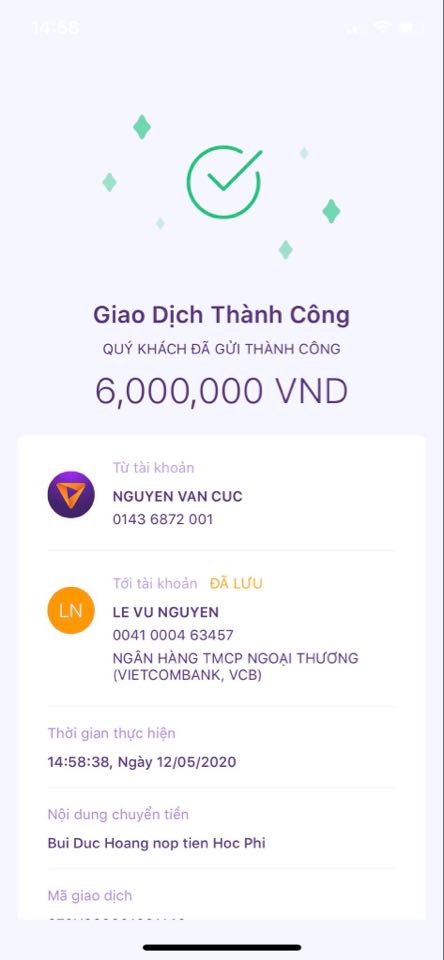 14:58
Giao Dịch Thành Công
QUÝ KHÁCH ĐÃ GỬI THÀNH CÔNG
6,000,000 VND
Từ tài khoản
NGUYEN VAN CUC
0143 6872 001
Tới tài khoản ĐÃ LƯU
LN
LE VU NGUYEN
0041 0004 63457
NGÂN HÀNG TMCP NGOẠI THƯƠNG
(VIETCOMBANK, VCB)
Thời gian thực hiện
14:58:38, Ngày 12/05/2020
Nội dung chuyển tiền
Bui Duc Hoang nop tien Hoc Phi
Mã giao dịch